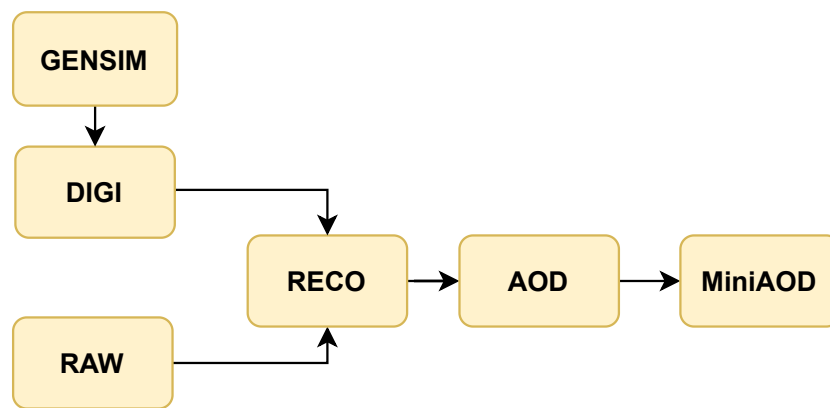 GENSIM
DIGI
RECO
AOD
MiniAOD
RAW